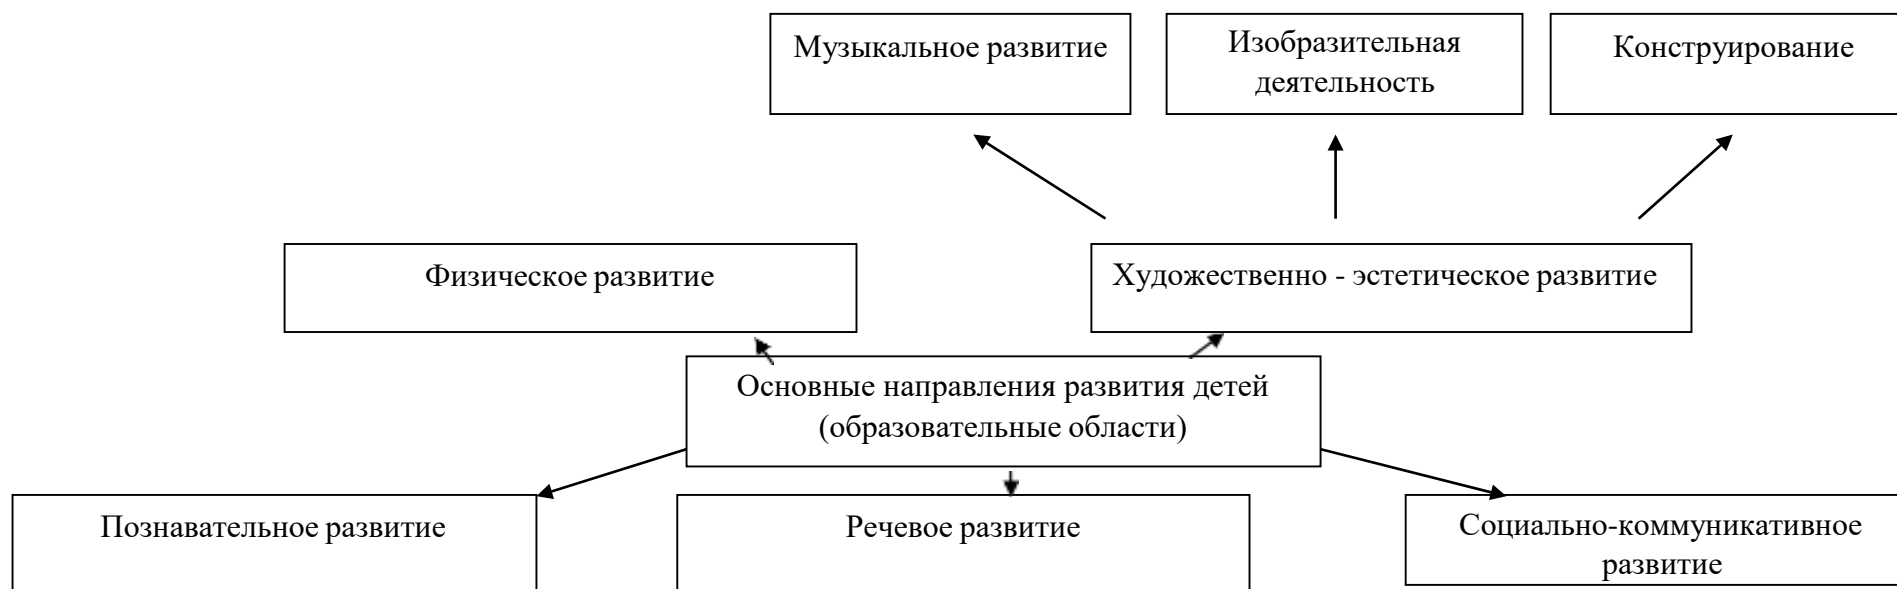 Музыкальное развитие
Изобразительная
деятельность
Конструирование
Физическое развитие
Художественно - эстетическое развитие
Основные направления развития детей
(образовательные области)
Познавательное развитие
Речевое развитие
Социально-коммуникативное
развитие